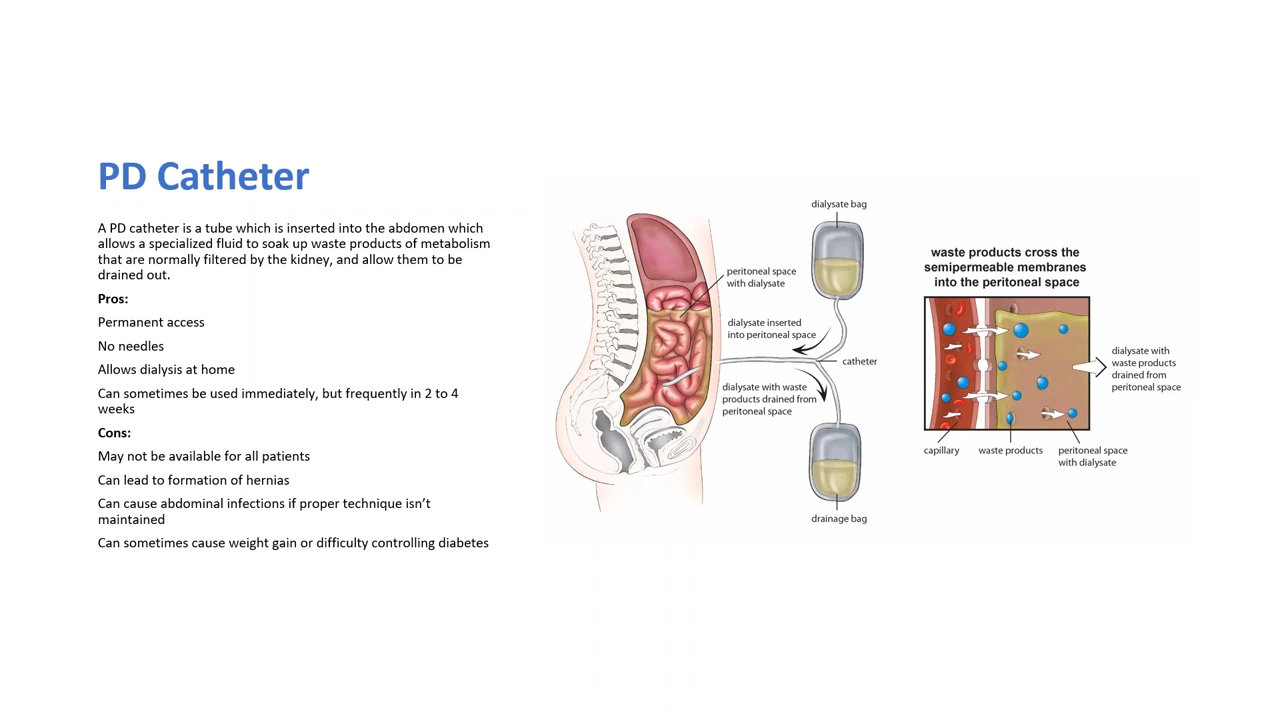 PD Catheter
A PD catheter is a tube which is inserted into the abdomen which
allows a specialized fluid to soak up waste products of metabolism
that are normally filtered by the kidney, and allow them to be
drained out.
Pros:
Permanent access
No needles
Allows dialysis at home
Can sometimes be used immediately, but frequently in 2 to 4
weeks
Cons:
May not be available for all patients
Can lead to formation of hernias
Can cause abdominal infections if proper technique isn’t
maintained
Can sometimes cause weight gain or difficulty controlling diabetes
dialysate bag
peritoneal space
with dialysate
dialysate inserted
into peritoneal space
catheter
dialysate with waste
products drained from
peritoneal space
drainage bag
waste products cross the
semipermeable membranes
into the peritoneal space
dialysate with
waste products
drained from
peritoneal space
capillary
waste products
peritoneal space
with dialysate